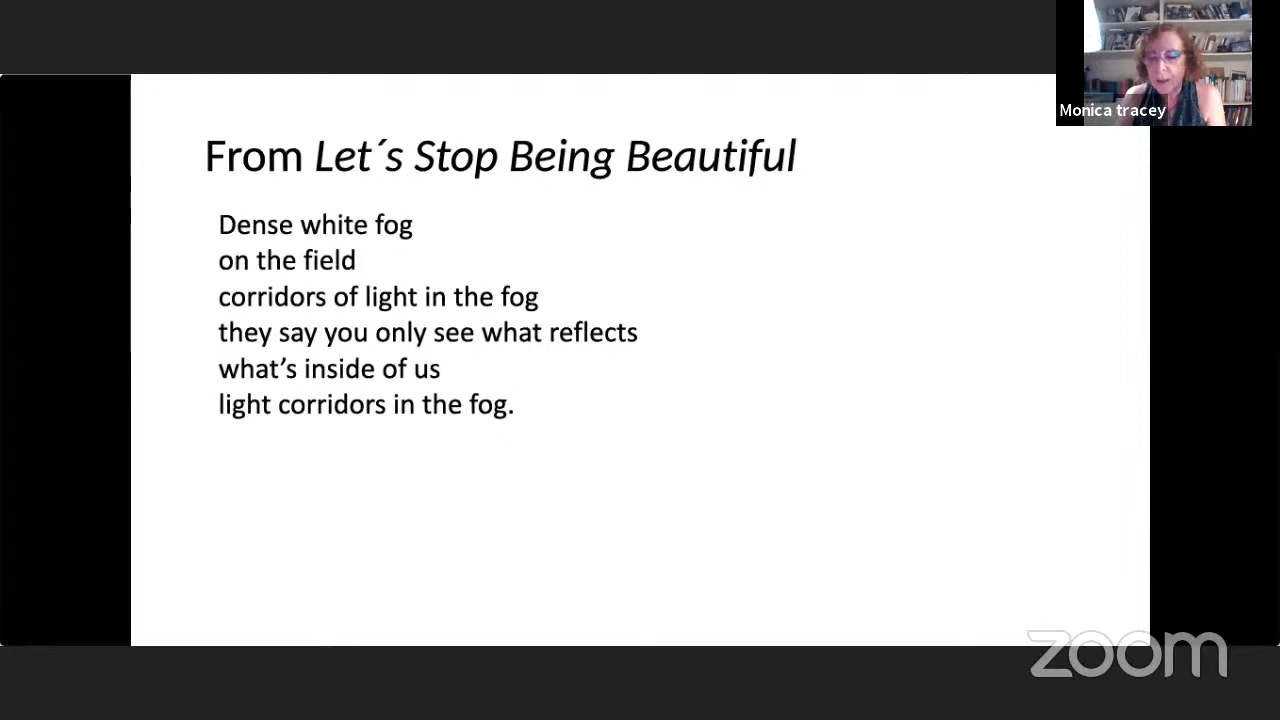 Monica tracey
From Let´s Stop Being Beautiful
Dense white fog
on the field
corridors of light in the fog
they say you only see what reflects
what’s inside of us
light corridors in the fog.
zoom